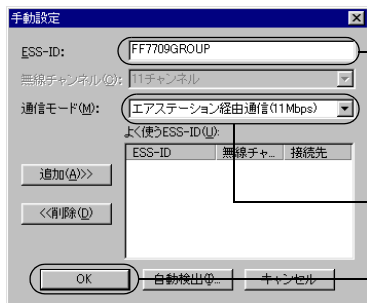 手動設定
ESS-ID: FF7709GROUP
無線チャンネル(C): 11チャンネル
通信モード(M): エアステーション経由通信(11Mbps)
よく使うESS-ID(U):
ESS-ID 無線チャ... 接続先
追加(A)>>
<<削除(D)
OK 自動検出(I)... キャンセル